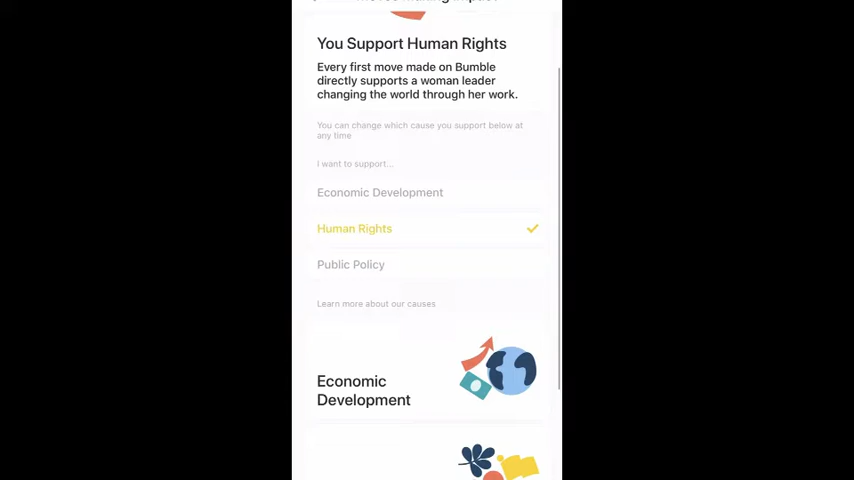 You Support Human Rights
Every first move made on Bumble
directly supports a woman leader
changing the world through her work.
You can change which cause you support below at
any time
I want to support...
Economic Development
Human Rights
Public Policy
Learn more about our causes
Economic
Development